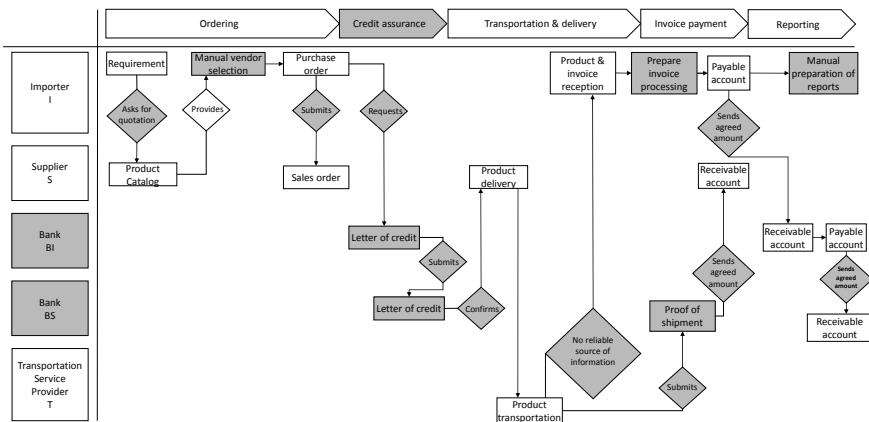 Ordering
Credit assurance
Transportation & delivery
Invoice payment
Reporting
Importer
I
Requirement
Manual vendor
selection
Purchase
order
Product &
invoice
reception
Prepare
invoice
processing
Payable
account
Manual
preparation of
reports
Asks for
quotation
Provides
Submits
Requests
Sends
agreed
amount
Supplier
S
Product
Catalog
Sales order
Product
delivery
Receivable
account
Bank
BI
Letter of credit
Submits
Receivable
account
Payable
account
Sends
agreed
amount
Sends
agreed
amount
Bank
BS
Letter of credit
Confirms
Proof of
shipment
Receivable
account
Transportation
Service
Provider
T
No reliable
source of
information
Submits
Product
transportation